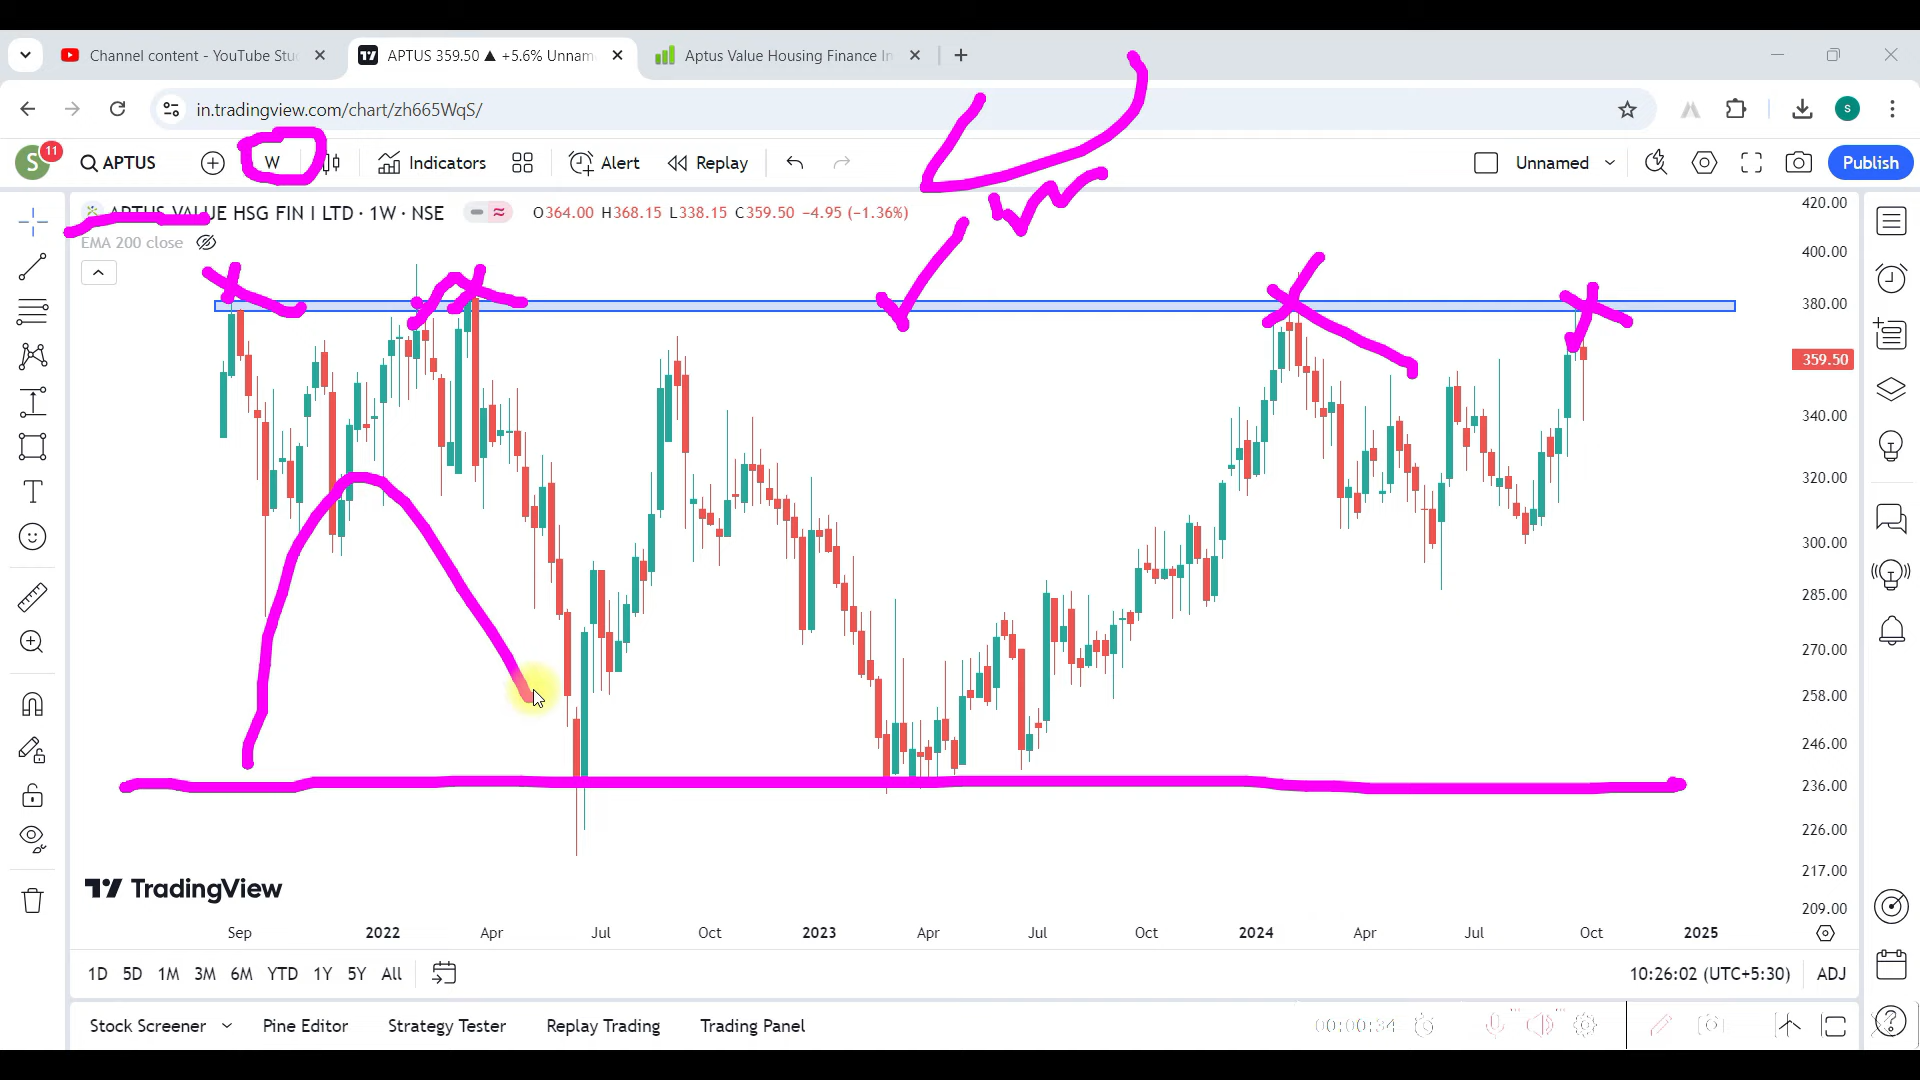 Channel content - YouTube Stu
APTUS 359.50 ▲ +5.6% Unnam
Aptus Value Housing Finance In
in.tradingview.com/chart/zh665WqS/
S
S
11
APTUS
W
Indicators
Alert
Replay
Unnamed
Publish
APTUS VALUE HSG FIN I LTD · 1W · NSE
O364.00 H368.15 L338.15 C359.50 −4.95 (−1.36%)
EMA 200 close
420.00
400.00
380.00
359.50
340.00
320.00
300.00
285.00
270.00
258.00
246.00
236.00
226.00
217.00
209.00
TradingView
Sep 2022 Apr Jul Oct 2023 Apr Jul Oct 2024 Apr Jul Oct 2025
1D 5D 1M 3M 6M YTD 1Y 5Y All
10:26:02 (UTC+5:30) ADJ
Stock Screener Pine Editor Strategy Tester Replay Trading Trading Panel
00:00:34